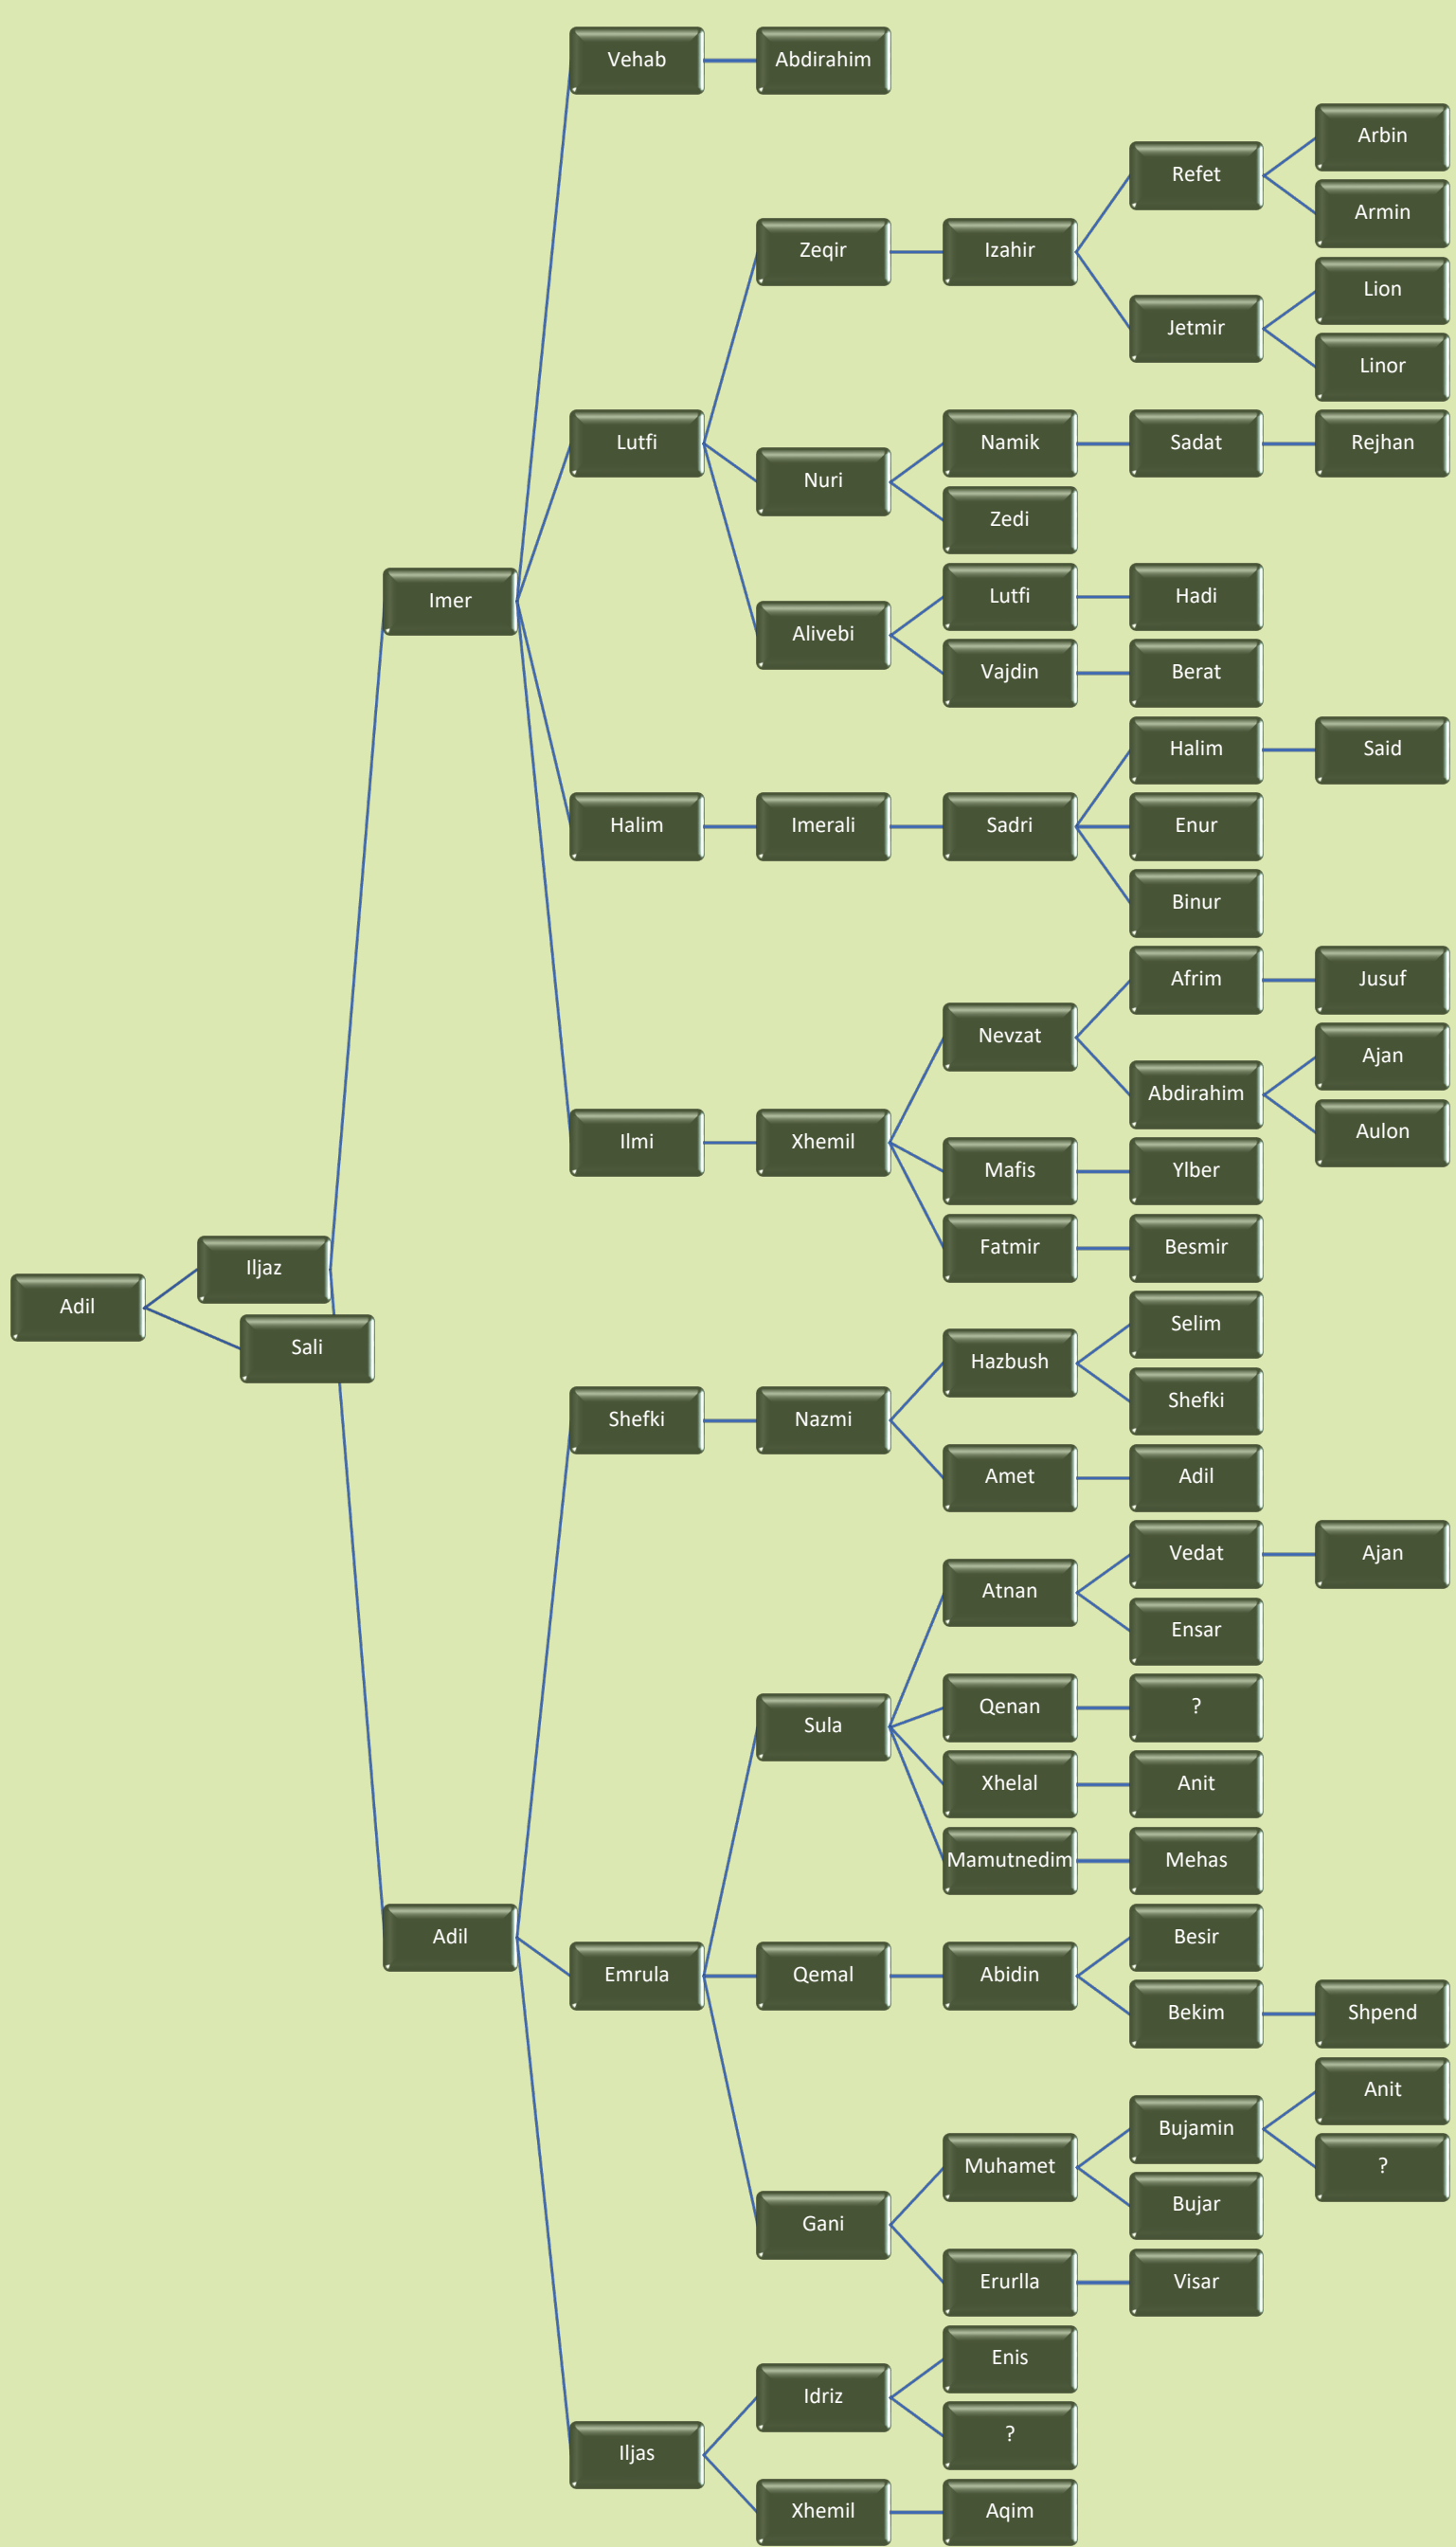 Vehab
Abdirahim
Arbin
Refet
Armin
Zeqir
Izahir
Lion
Jetmir
Linor
Lutfi
Namik
Sadat
Rejhan
Nuri
Zedi
Imer
Lutfi
Hadi
Alivebi
Vajdin
Berat
Halim
Said
Halim
Imerali
Sadri
Enur
Binur
Afrim
Jusuf
Nevzat
Ajan
Abdirahim
Aulon
Ilmi
Xhemil
Mafis
Ylber
Fatmir
Besmir
Iljaz
Adil
Sali
Selim
Hazbush
Shefki
Shefki
Nazmi
Amet
Adil
Vedat
Ajan
Atnan
Ensar
Sula
Qenan
?
Xhelal
Anit
Mamutnedim
Mehas
Adil
Besir
Emrula
Qemal
Abidin
Bekim
Shpend
Anit
Bujamin
Muhamet
?
Bujar
Gani
Erurlla
Visar
Enis
Idriz
?
Iljas
Xhemil
Aqim